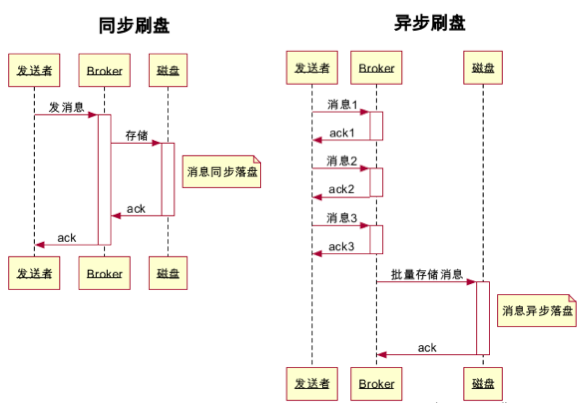 同步刷盘
发送者
Broker
磁盘
发消息
存储
消息同步落盘
ack
ack
发送者
Broker
磁盘
异步刷盘
发送者
Broker
磁盘
消息1
ack1
消息2
ack2
消息3
ack3
批量存储消息
消息异步落盘
ack
发送者
Broker
磁盘